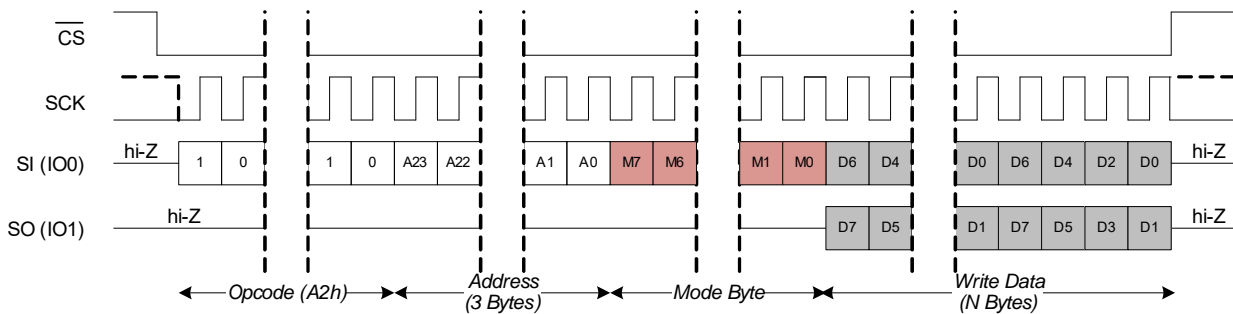 CS
SCK
SI (IO0) hi-Z 1 0 1 0 A23 A22 A1 A0 M7 M6 M1 M0 D6 D4 D0 D6 D4 D2 D0 hi-Z
SO (IO1) hi-Z D7 D5 D1 D7 D5 D3 D1 hi-Z
Opcode (A2h) Address (3 Bytes) Mode Byte Write Data (N Bytes)